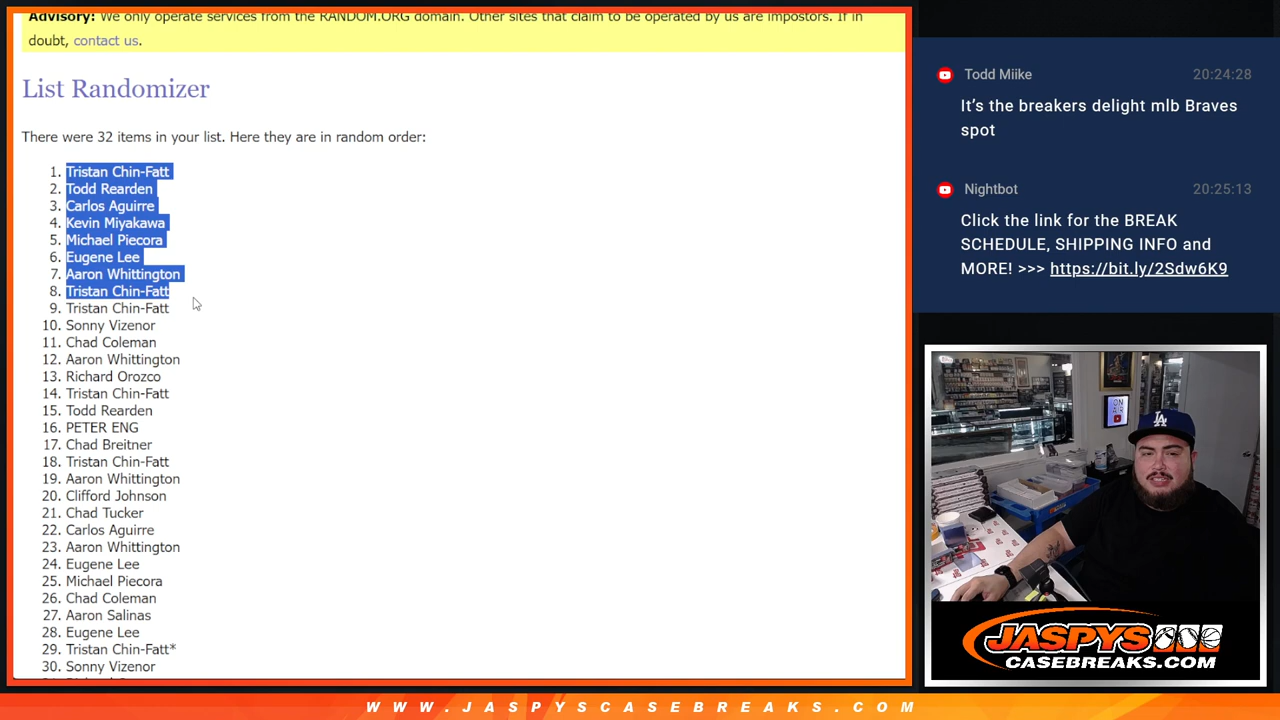 Advisory: We only operate services from the RANDOM.ORG domain. Other sites that claim to be operated by us are impostors. If in
doubt, contact us.
List Randomizer
There were 32 items in your list. Here they are in random order:
1. Tristan Chin-Fatt
2. Todd Rearden
3. Carlos Aguirre
4. Kevin Miyakawa
5. Michael Piecora
6. Eugene Lee
7. Aaron Whittington
8. Tristan Chin-Fatt
9. Tristan Chin-Fatt
10. Sonny Vizenor
11. Chad Coleman
12. Aaron Whittington
13. Richard Orozco
14. Tristan Chin-Fatt
15. Todd Rearden
16. PETER ENG
17. Chad Breitner
18. Tristan Chin-Fatt
19. Aaron Whittington
20. Clifford Johnson
21. Chad Tucker
22. Carlos Aguirre
23. Aaron Whittington
24. Eugene Lee
25. Michael Piecora
26. Chad Coleman
27. Aaron Salinas
28. Eugene Lee
29. Tristan Chin-Fatt*
30. Sonny Vizenor
Todd Miike 20:24:28
It's the breakers delight mlb Braves
spot
Nightbot 20:25:13
Click the link for the BREAK
SCHEDULE, SHIPPING INFO and
MORE! >>> https://bit.ly/2Sdw6K9
ON
AIR
LA
JASPYS
CASEBREAKS.COM
WWW.JASPYSCASEBREAKS.COM